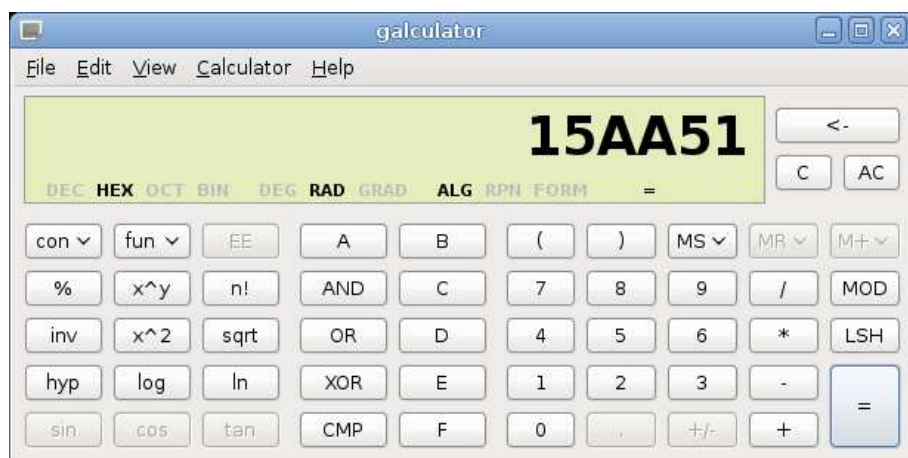 galculator
File Edit View Calculator Help
15AA51
<-
DEC HEX OCT BIN DEG RAD GRAD ALG RPN FORM =
C AC
con fun EE A B ( ) MS MR M+
% x^y n! AND C 7 8 9 / MOD
inv x^2 sqrt OR D 4 5 6 * LSH
hyp log ln XOR E 1 2 3 - =
sin cos tan CMP F 0 . +/- +